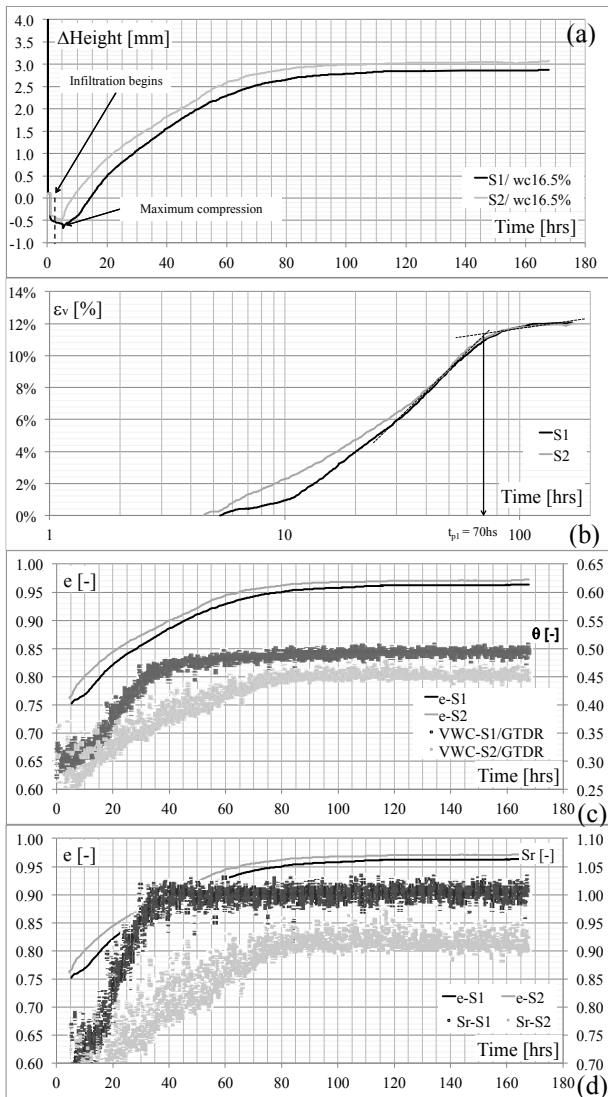 4.0
3.5
3.0
2.5
2.0
1.5
1.0
0.5
0.0
-0.5
-1.0
ΔHeight [mm]
(a)
Infiltration begins
Maximum compression
S1/ wc16.5%
S2/ wc16.5%
Time [hrs]
0 20 40 60 80 100 120 140 160 180
14%
12%
10%
8%
6%
4%
2%
0%
εv [%]
S1
S2
Time [hrs]
1 10 100
tp1 = 70hs
(b)
1.00
0.95
0.90
0.85
0.80
0.75
0.70
0.65
0.60
e [-]
0.65
0.60
0.55
0.50
0.45
0.40
0.35
0.30
0.25
θ [-]
e-S1
e-S2
VWC-S1/GTDR
VWC-S2/GTDR
Time [hrs]
0 20 40 60 80 100 120 140 160 180
(c)
1.00
0.95
0.90
0.85
0.80
0.75
0.70
0.65
0.60
e [-]
Sr [-]
1.10
1.05
1.00
0.95
0.90
0.85
0.80
0.75
0.70
e-S1 e-S2
Sr-S1 Sr-S2
Time [hrs]
0 20 40 60 80 100 120 140 160 180
(d)